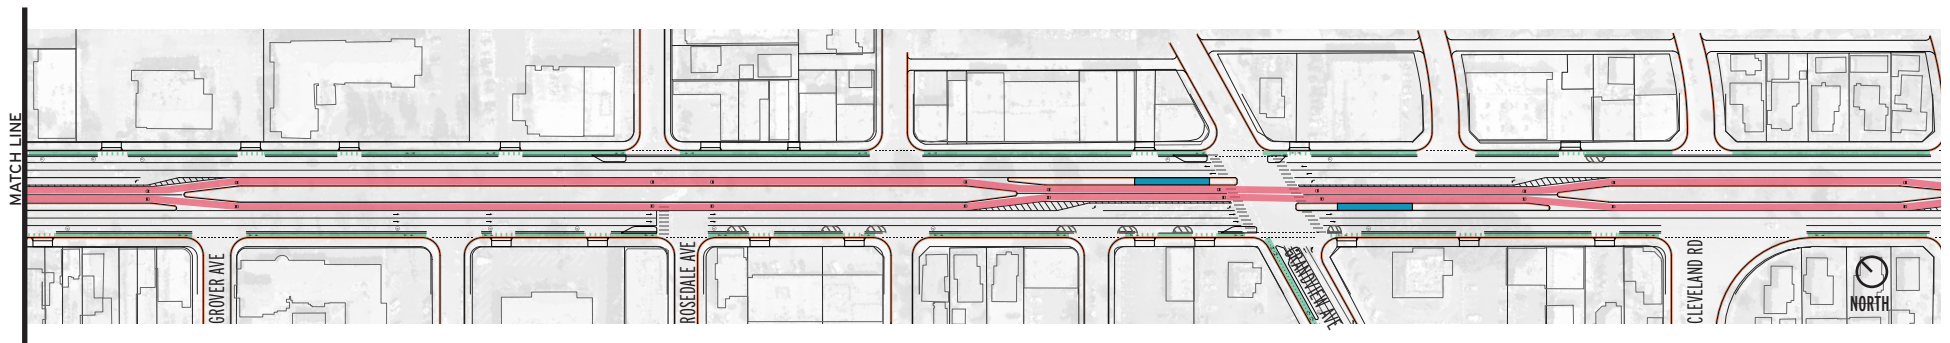 MATCH LINE
GROVER AVE
ROSEDALE AVE
GRANDVIEW AVE
CLEVELAND RD
NORTH